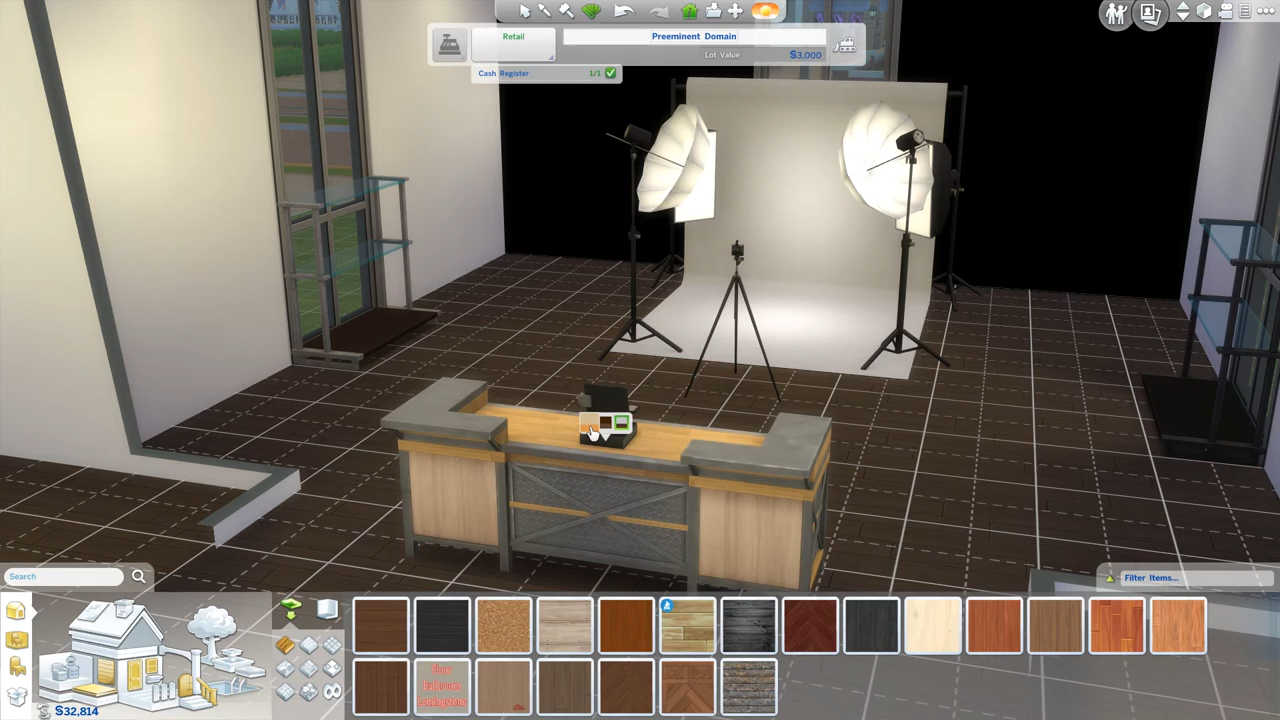 Retail
Preeminent Domain
Lot Value
§3,000
Cash Register
1/1
Search
Filter Items...
§32,814